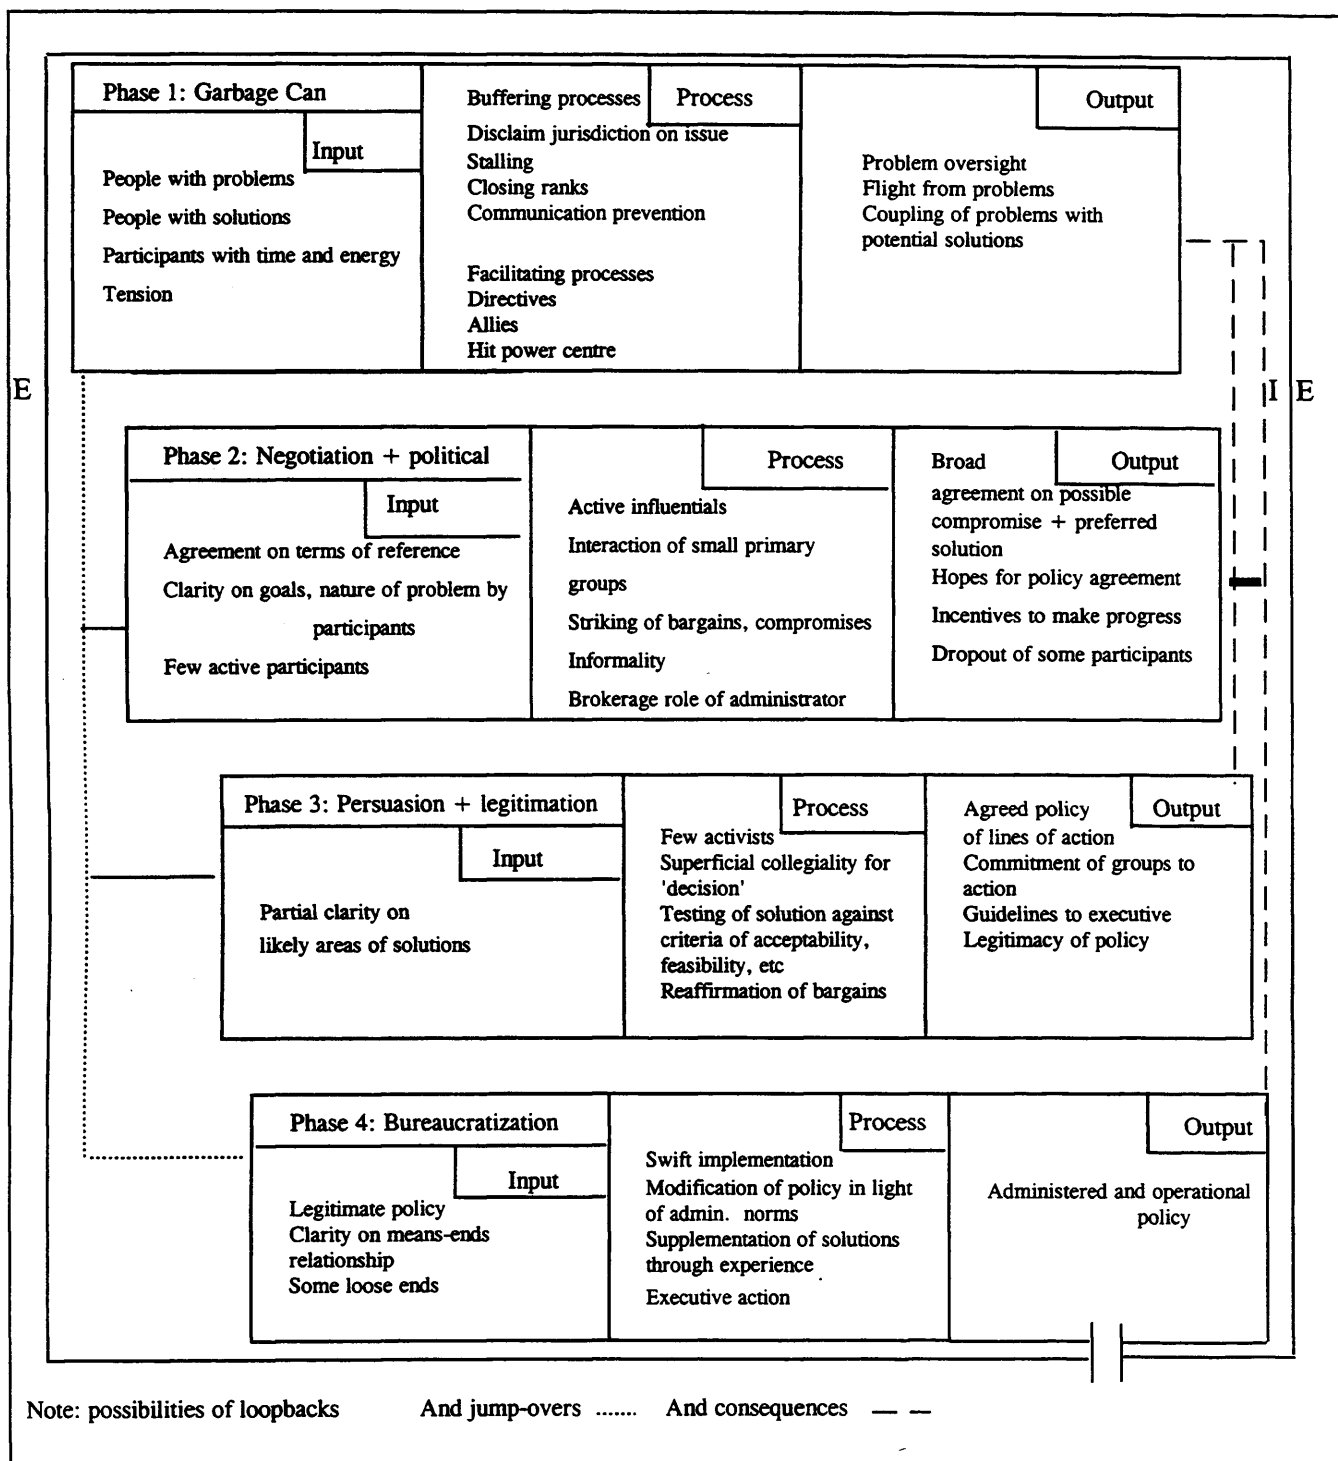 Phase 1: Garbage Can
Input
People with problems
People with solutions
Participants with time and energy
Tension
Process
Buffering processes
Disclaim jurisdiction on issue
Stalling
Closing ranks
Communication prevention
Facilitating processes
Directives
Allies
Hit power centre
Output
Problem oversight
Flight from problems
Coupling of problems with
potential solutions
E
I
E
Phase 2: Negotiation + political
Input
Agreement on terms of reference
Clarity on goals, nature of problem by
participants
Few active participants
Process
Active influentials
Interaction of small primary
groups
Striking of bargains, compromises
Informality
Brokerage role of administrator
Output
Broad
agreement on possible
compromise + preferred
solution
Hopes for policy agreement
Incentives to make progress
Dropout of some participants
Phase 3: Persuasion + legitimation
Input
Partial clarity on
likely areas of solutions
Process
Few activists
Superficial collegiality for
'decision'
Testing of solution against
criteria of acceptability,
feasibility, etc
Reaffirmation of bargains
Output
Agreed policy
of lines of action
Commitment of groups to
action
Guidelines to executive
Legitimacy of policy
Phase 4: Bureaucratization
Input
Legitimate policy
Clarity on means-ends
relationship
Some loose ends
Process
Swift implementation
Modification of policy in light
of admin. norms
Supplementation of solutions
through experience
Executive action
Output
Administered and operational
policy
Note: possibilities of loopbacks And jump-overs ....... And consequences — —